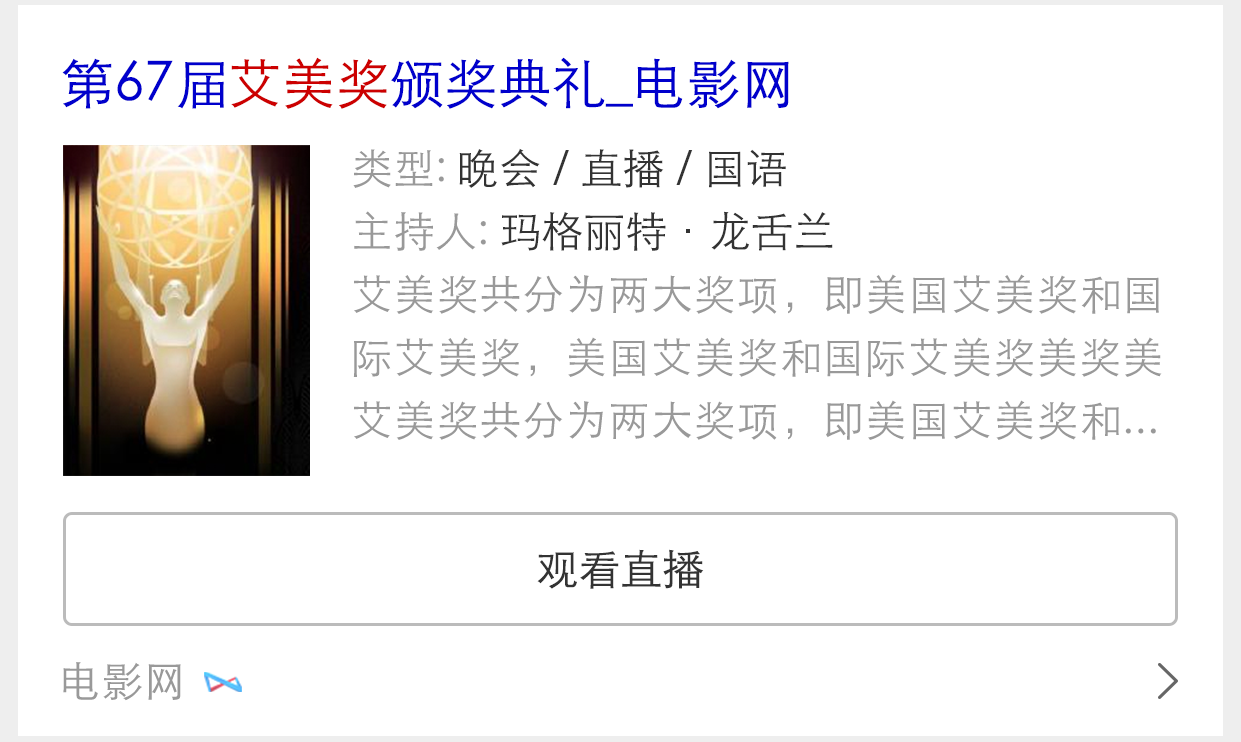 第67届艾美奖颁奖典礼_电影网
类型: 晚会 / 直播 / 国语
主持人: 玛格丽特 · 龙舌兰
艾美奖共分为两大奖项，即美国艾美奖和国
际艾美奖，美国艾美奖和国际艾美奖美奖美
艾美奖共分为两大奖项，即美国艾美奖和...
观看直播
电影网